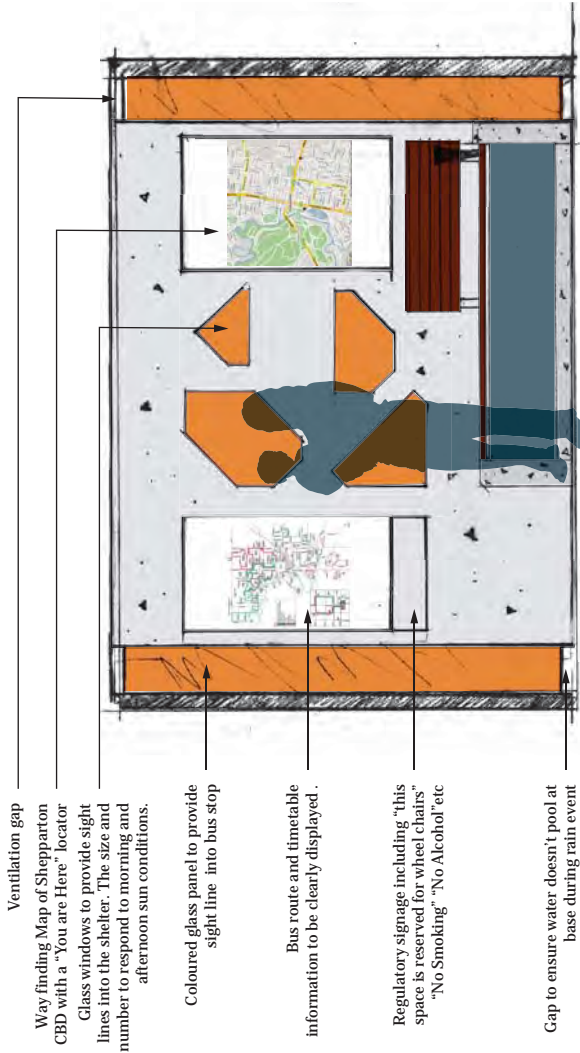 Ventilation gap
Way finding Map of Shepparton
CBD with a “You are Here” locator
Glass windows to provide sight
lines into the shelter. The size and
number to respond to morning and
afternoon sun conditions.
Coloured glass panel to provide
sight line into bus stop
Bus route and timetable
information to be clearly displayed .
Regulatory signage including “this
space is reserved for wheel chairs”
“No Smoking” “No Alcohol”etc
Gap to ensure water doesn’t pool at
base during rain event